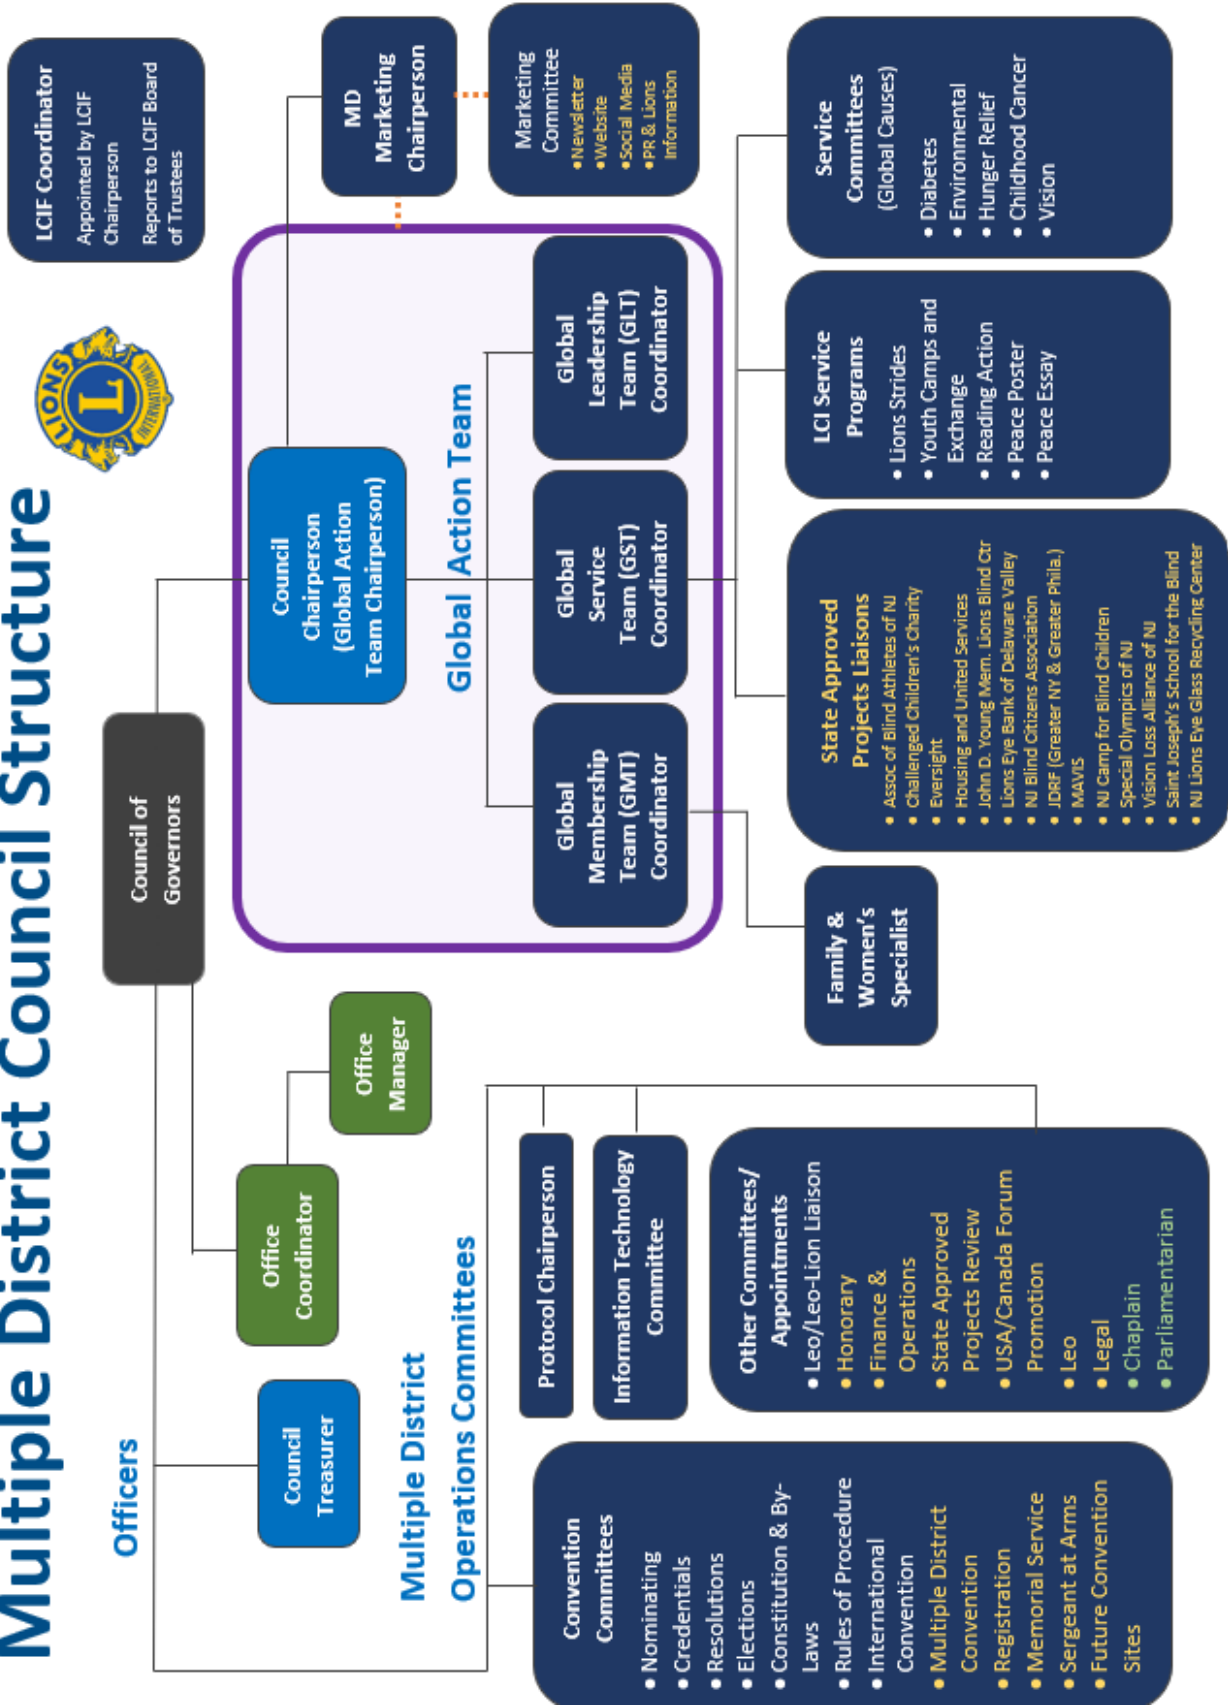 Multiple District Council Structure
LIONS
L
INTERNATIONAL
LCIF Coordinator
Appointed by LCIF
Chairperson
Reports to LCIF Board
of Trustees
Council of
Governors
Officers
Council
Treasurer
Office
Coordinator
Office
Manager
Council
Chairperson
(Global Action
Team Chairperson)
MD
Marketing
Chairperson
Marketing
Committee
•Newsletter
•Website
•Social Media
•PR & Lions
Information
Global Action Team
Global
Membership
Team (GMT)
Coordinator
Global
Service
Team (GST)
Coordinator
Global
Leadership
Team (GLT)
Coordinator
Multiple District
Operations Committees
Convention
Committees
• Nominating
• Credentials
• Resolutions
• Elections
• Constitution & By-
Laws
• Rules of Procedure
• International
Convention
• Multiple District
Convention
• Registration
• Memorial Service
• Sergeant at Arms
• Future Convention
Sites
Protocol Chairperson
Information Technology
Committee
Other Committees/
Appointments
• Leo/Leo-Lion Liaison
• Honorary
• Finance &
Operations
• State Approved
Projects Review
• USA/Canada Forum
Promotion
• Leo
• Legal
• Chaplain
• Parliamentarian
Family &
Women's
Specialist
State Approved
Projects Liaisons
• Assoc of Blind Athletes of NJ
• Challenged Children's Charity
• Eversight
• Housing and United Services
• John D. Young Mem. Lions Blind Ctr
• Lions Eye Bank of Delaware Valley
• NJ Blind Citizens Association
• JDRF (Greater NY & Greater Phila.)
• MAVIS
• NJ Camp for Blind Children
• Special Olympics of NJ
• Vision Loss Alliance of NJ
• Saint Joseph's School for the Blind
• NJ Lions Eye Glass Recycling Center
LCI Service
Programs
• Lions Strides
• Youth Camps and
Exchange
• Reading Action
• Peace Poster
• Peace Essay
Service
Committees
(Global Causes)
• Diabetes
• Environmental
• Hunger Relief
• Childhood Cancer
• Vision